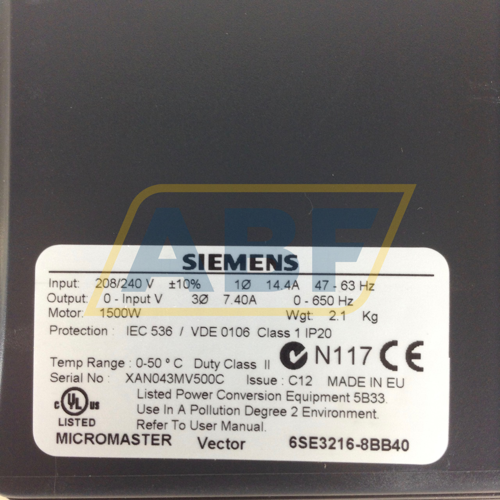 ABF
SIEMENS
Input: 208/240 V ±10% 1Ø 14.4A 47 - 63 Hz
Output: 0 - Input V 3Ø 7.40A 0 - 650 Hz
Motor: 1500W Wgt: 2.1 Kg
Protection : IEC 536 / VDE 0106 Class 1 IP20
Temp Range : 0-50 ° C Duty Class II N117 CE
Serial No : XAN043MV500C Issue : C12 MADE IN EU
c UL US LISTED
Listed Power Conversion Equipment 5B33.
Use In A Pollution Degree 2 Environment.
Refer To User Manual.
MICROMASTER Vector 6SE3216-8BB40